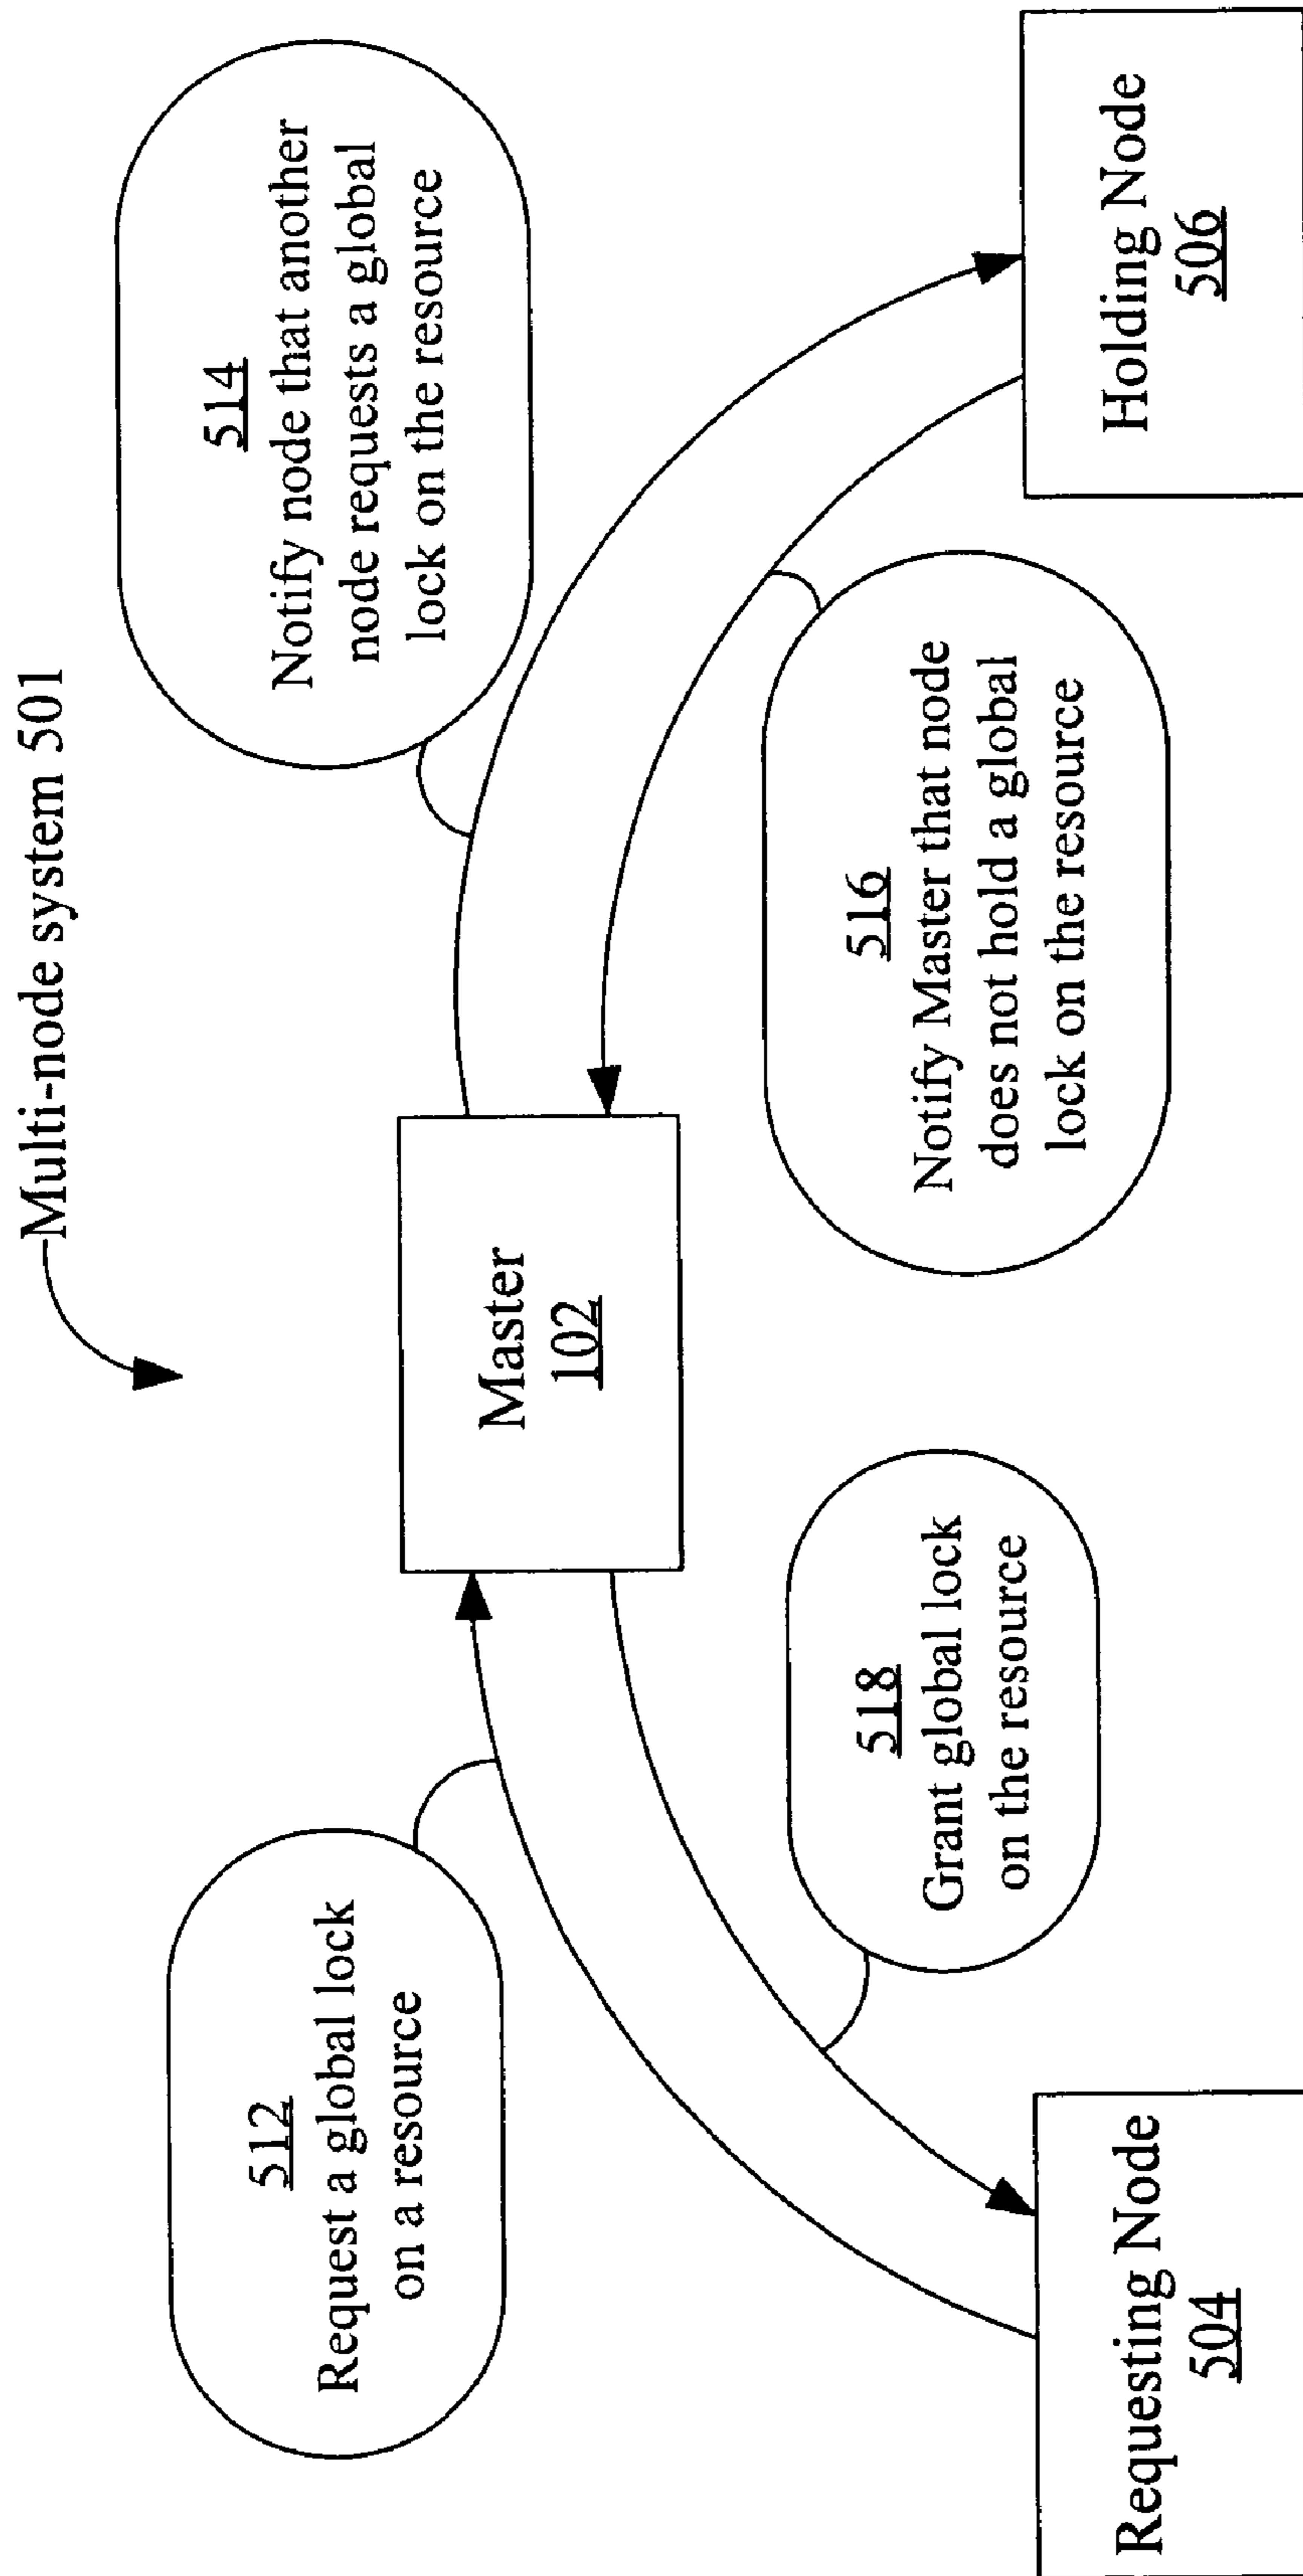 Multi-node system 501
512
Request a global lock
on a resource
514
Notify node that another
node requests a global
lock on the resource
Master
102
518
Grant global lock
on the resource
516
Notify Master that node
does not hold a global
lock on the resource
Requesting Node
504
Holding Node
506